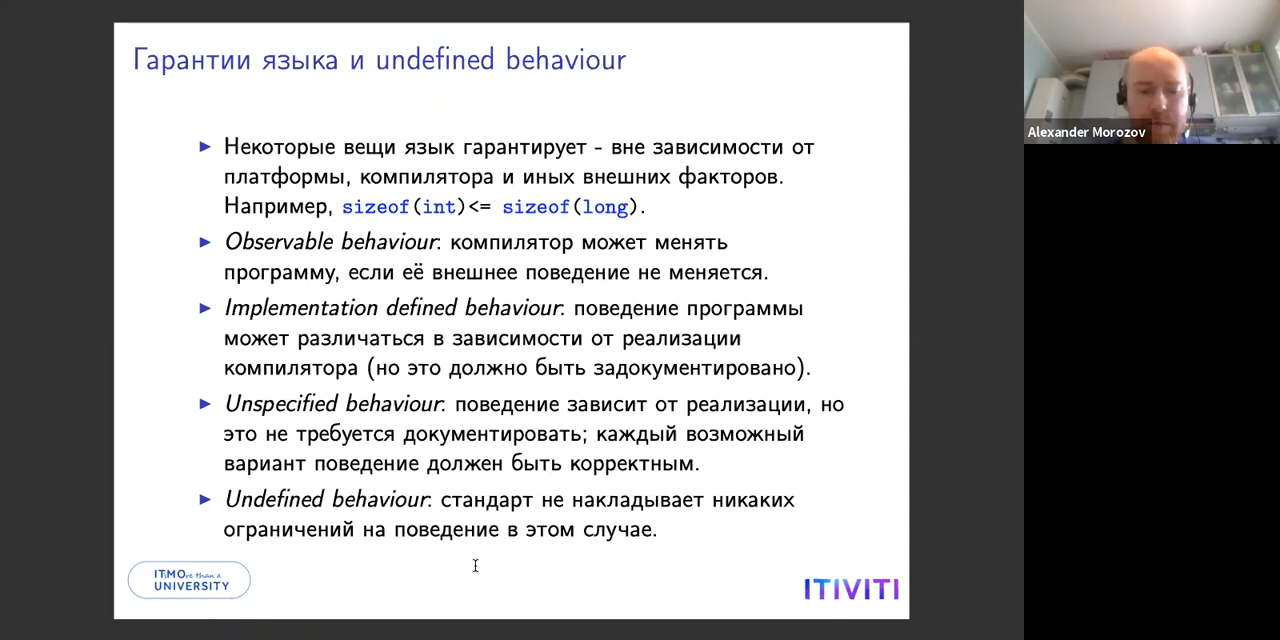 Гарантии языка и undefined behaviour
Некоторые вещи язык гарантирует - вне зависимости от
платформы, компилятора и иных внешних факторов.
Например, sizeof(int)<= sizeof(long).
Observable behaviour: компилятор может менять
программу, если её внешнее поведение не меняется.
Implementation defined behaviour: поведение программы
может различаться в зависимости от реализации
компилятора (но это должно быть задокументировано).
Unspecified behaviour: поведение зависит от реализации, но
это не требуется документировать; каждый возможный
вариант поведение должен быть корректным.
Undefined behaviour: стандарт не накладывает никаких
ограничений на поведение в этом случае.
ITMOre than a
UNIVERSITY
ITIVITI
Alexander Morozov